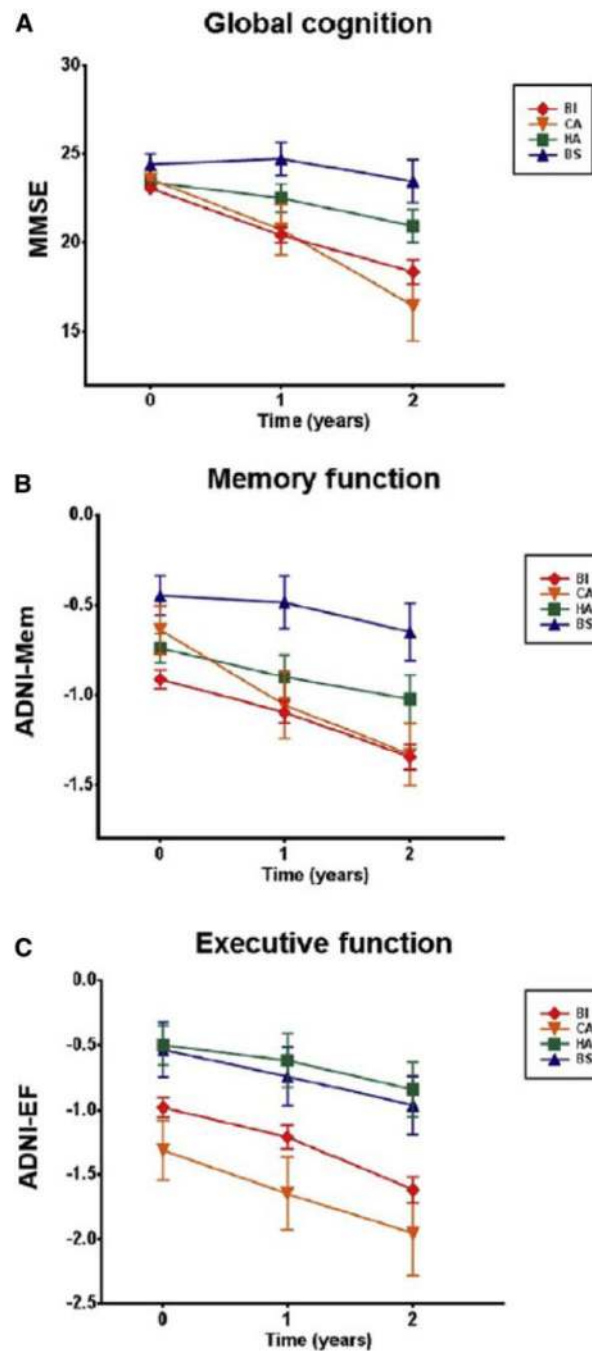 A
Global cognition
30
25
20
15
MMSE
0 1 2
Time (years)
BI
CA
HA
BS
B
Memory function
0.0
-0.5
-1.0
-1.5
ADNI-Mem
0 1 2
Time (years)
BI
CA
HA
BS
C
Executive function
0.0
-0.5
-1.0
-1.5
-2.0
-2.5
ADNI-EF
0 1 2
Time (years)
BI
CA
HA
BS